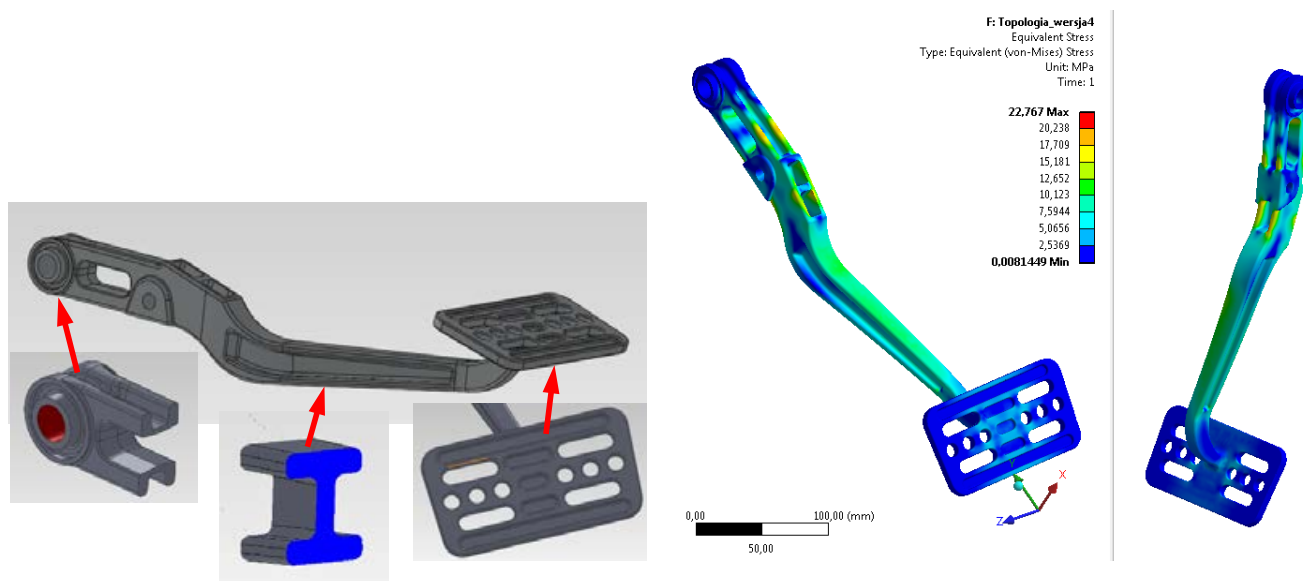 F: Topologia_wersja4
Equivalent Stress
Type: Equivalent (von-Mises) Stress
Unit: MPa
Time: 1
22,767 Max
20,238
17,709
15,181
12,652
10,123
7,5944
5,0656
2,5369
0,0081449 Min
Y
X
Z
0,00
100,00 (mm)
50,00